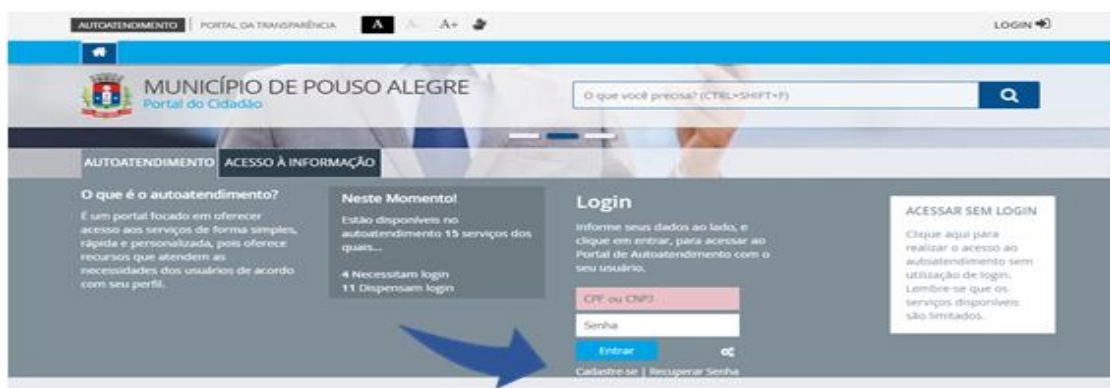 AUTOATENDIMENTO | PORTAL DA TRANSPARÊNCIA A A- A+ LOGIN
MUNICÍPIO DE POUSO ALEGRE
Portal do Cidadão
O que você precisa? (CTRL+SHIFT+F)
AUTOATENDIMENTO ACESSO À INFORMAÇÃO
O que é o autoatendimento?
É um portal focado em oferecer
acesso aos serviços de forma simples,
rápida e personalizada, pois oferece
recursos que atendem as
necessidades dos usuários de acordo
com seu perfil.
Neste Momento!
Estão disponíveis no
autoatendimento 15 serviços dos
quais...
4 Necessitam login
11 Dispensam login
Login
Informe seus dados ao lado, e
clique em entrar, para acessar ao
Portal de Autoatendimento com o
seu usuário.
CPF ou CNPJ
Senha
Entrar
Cadastre-se | Recuperar Senha
ACESSAR SEM LOGIN
Clique aqui para
realizar o acesso ao
autoatendimento sem
utilização de login.
Lembre-se que os
serviços disponíveis
são limitados.